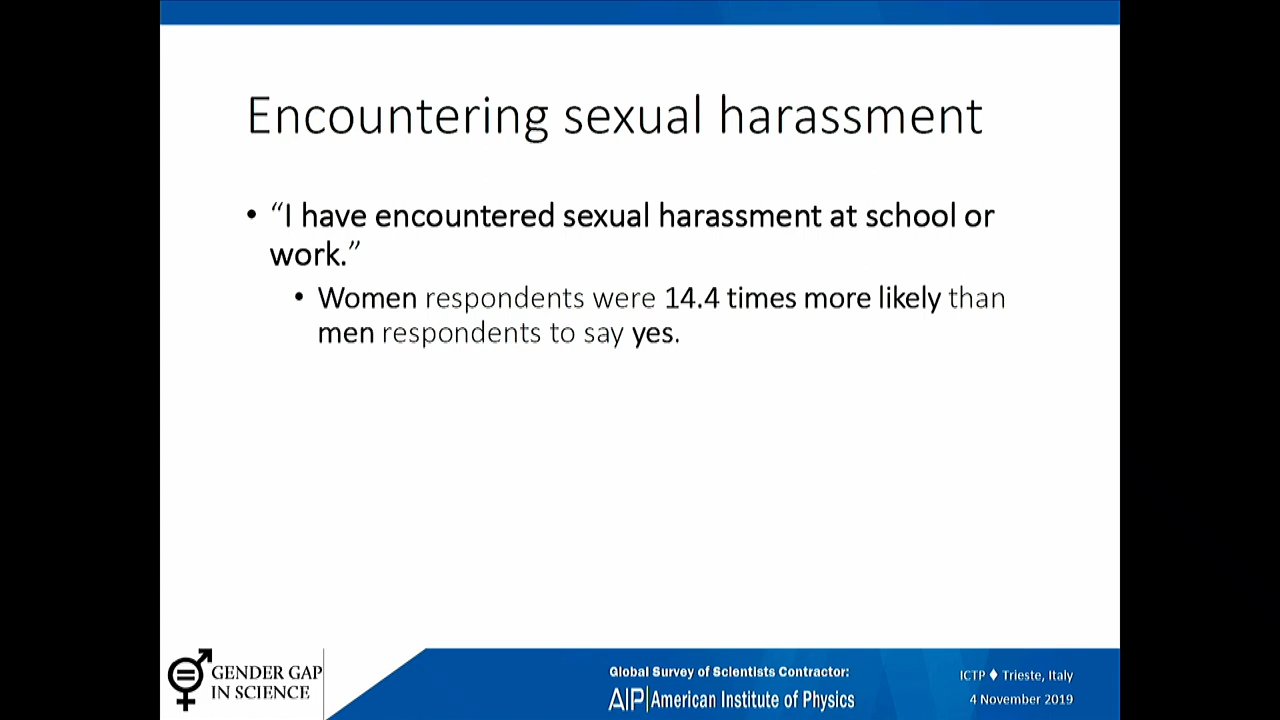 Encountering sexual harassment
• “I have encountered sexual harassment at school or
work.”
• Women respondents were 14.4 times more likely than
men respondents to say yes.
GENDER GAP
IN SCIENCE
Global Survey of Scientists Contractor:
AIP|American Institute of Physics
ICTP ♦ Trieste, Italy
4 November 2019